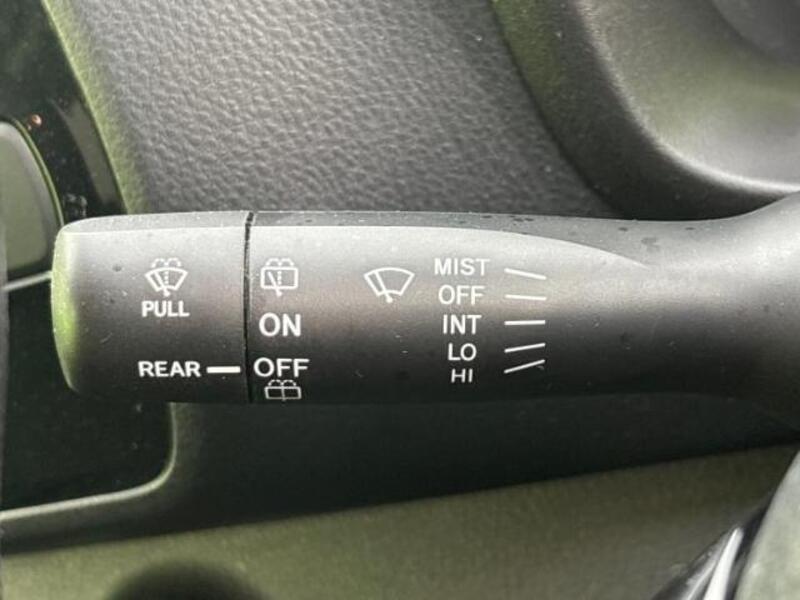 PULL
REAR
ON
OFF
MIST
OFF
INT
LO
HI